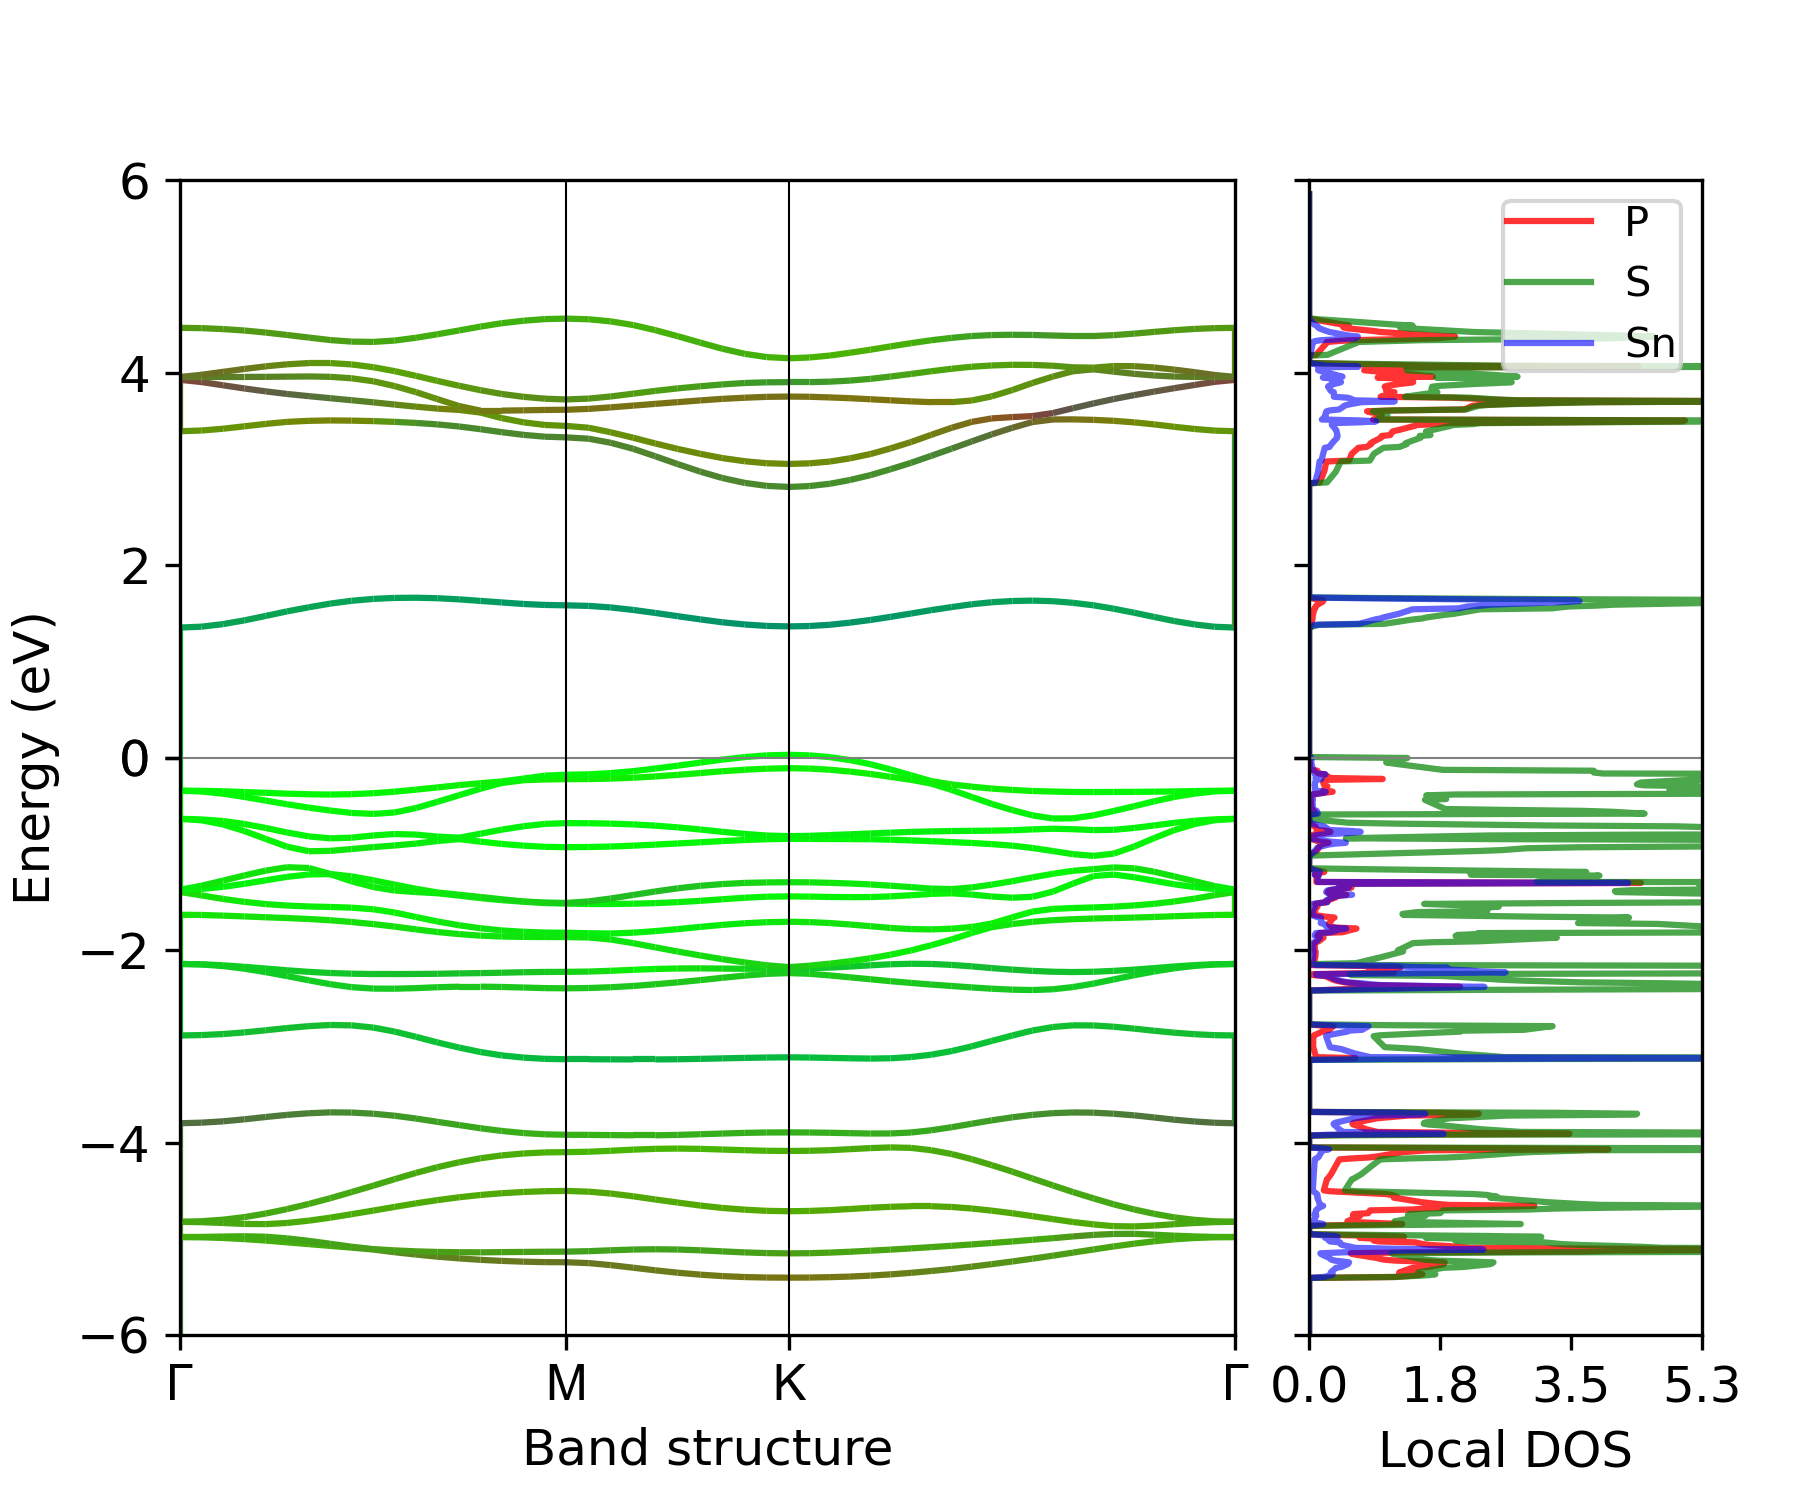 6
4
2
0
−2
−4
−6
Energy (eV)
Γ M K Γ
Band structure
P
S
Sn
0.0 1.8 3.5 5.3
Local DOS